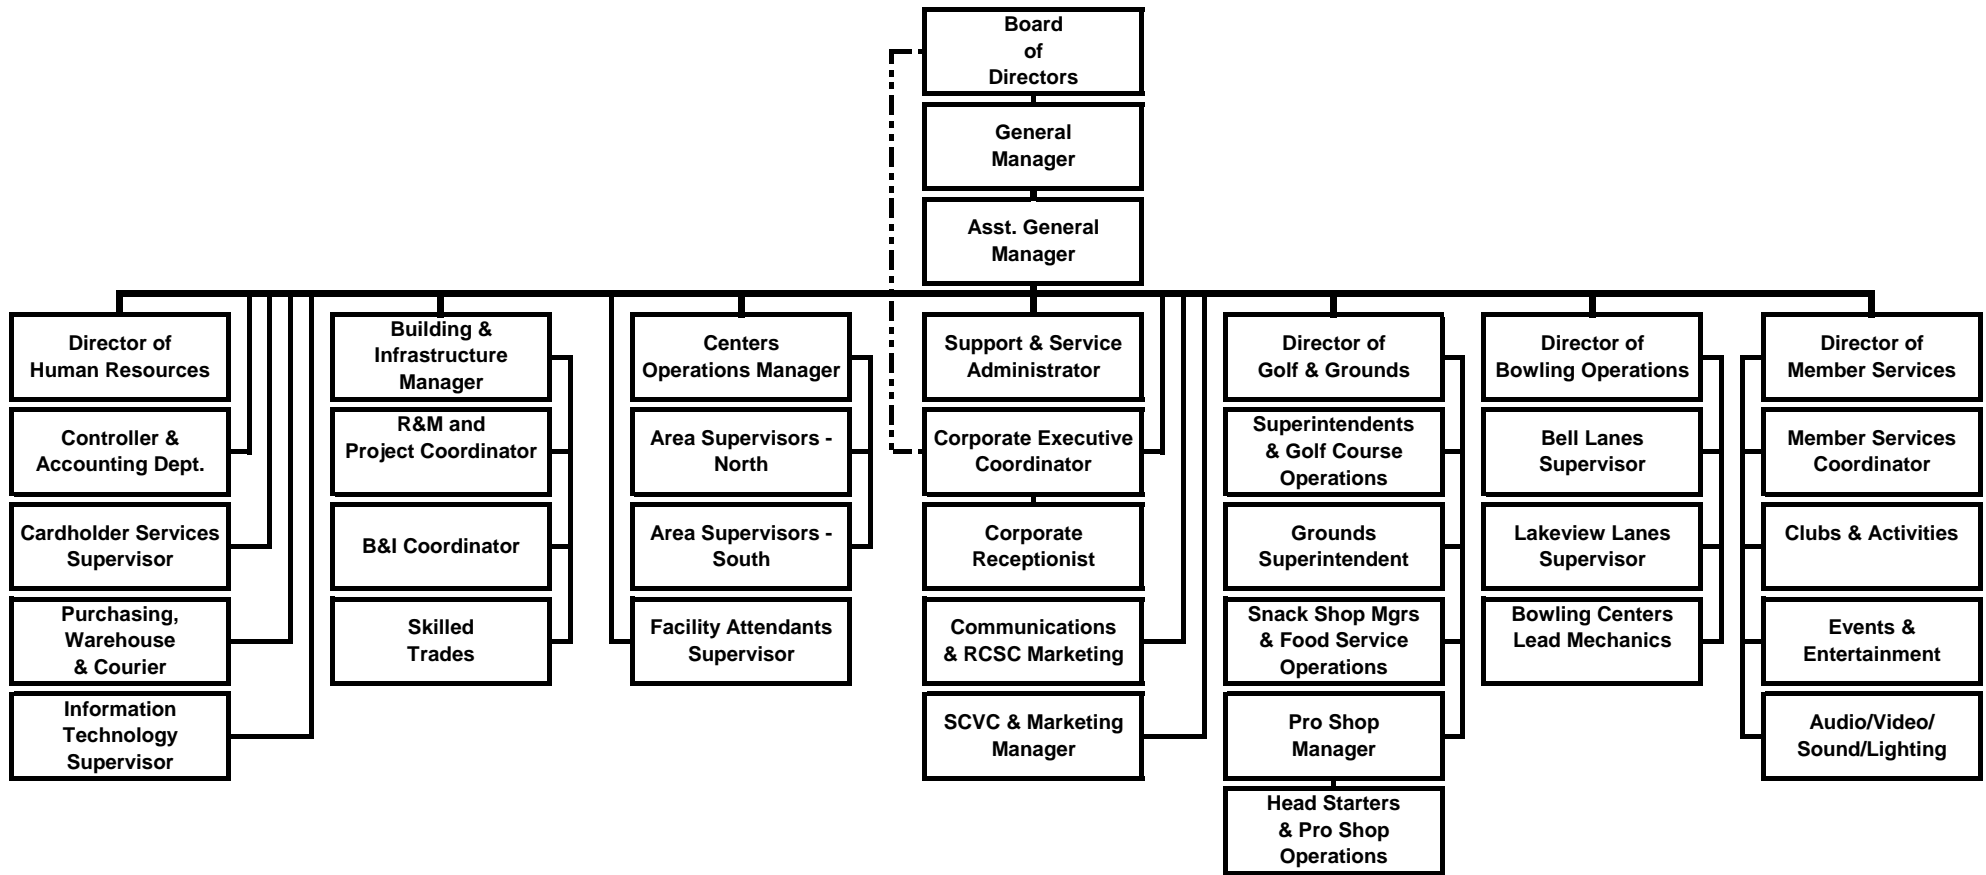 Board
of
Directors
General
Manager
Asst. General
Manager
Director of
Human Resources
Controller &
Accounting Dept.
Cardholder Services
Supervisor
Purchasing,
Warehouse
& Courier
Information
Technology
Supervisor
Building &
Infrastructure
Manager
R&M and
Project Coordinator
B&I Coordinator
Skilled
Trades
Centers
Operations Manager
Area Supervisors -
North
Area Supervisors -
South
Facility Attendants
Supervisor
Support & Service
Administrator
Corporate Executive
Coordinator
Corporate
Receptionist
Communications
& RCSC Marketing
SCVC & Marketing
Manager
Director of
Golf & Grounds
Superintendents
& Golf Course
Operations
Grounds
Superintendent
Snack Shop Mgrs
& Food Service
Operations
Pro Shop
Manager
Head Starters
& Pro Shop
Operations
Director of
Bowling Operations
Bell Lanes
Supervisor
Lakeview Lanes
Supervisor
Bowling Centers
Lead Mechanics
Director of
Member Services
Member Services
Coordinator
Clubs & Activities
Events &
Entertainment
Audio/Video/
Sound/Lighting